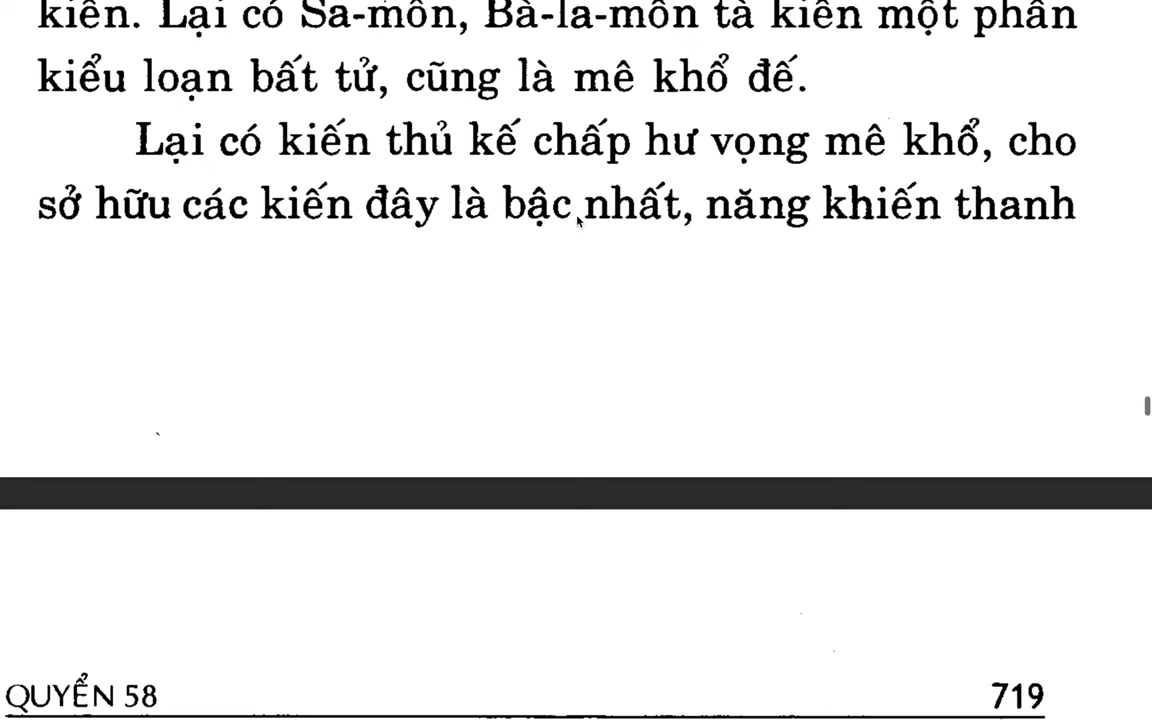 kiến. Lại có Sa-môn, Bà-la-môn tà kiến một phần
kiểu loạn bất tử, cũng là mê khổ đế.
Lại có kiến thủ kế chấp hư vọng mê khổ, cho
sở hữu các kiến đây là bậc nhất, năng khiến thanh
QUYỂN 58
719